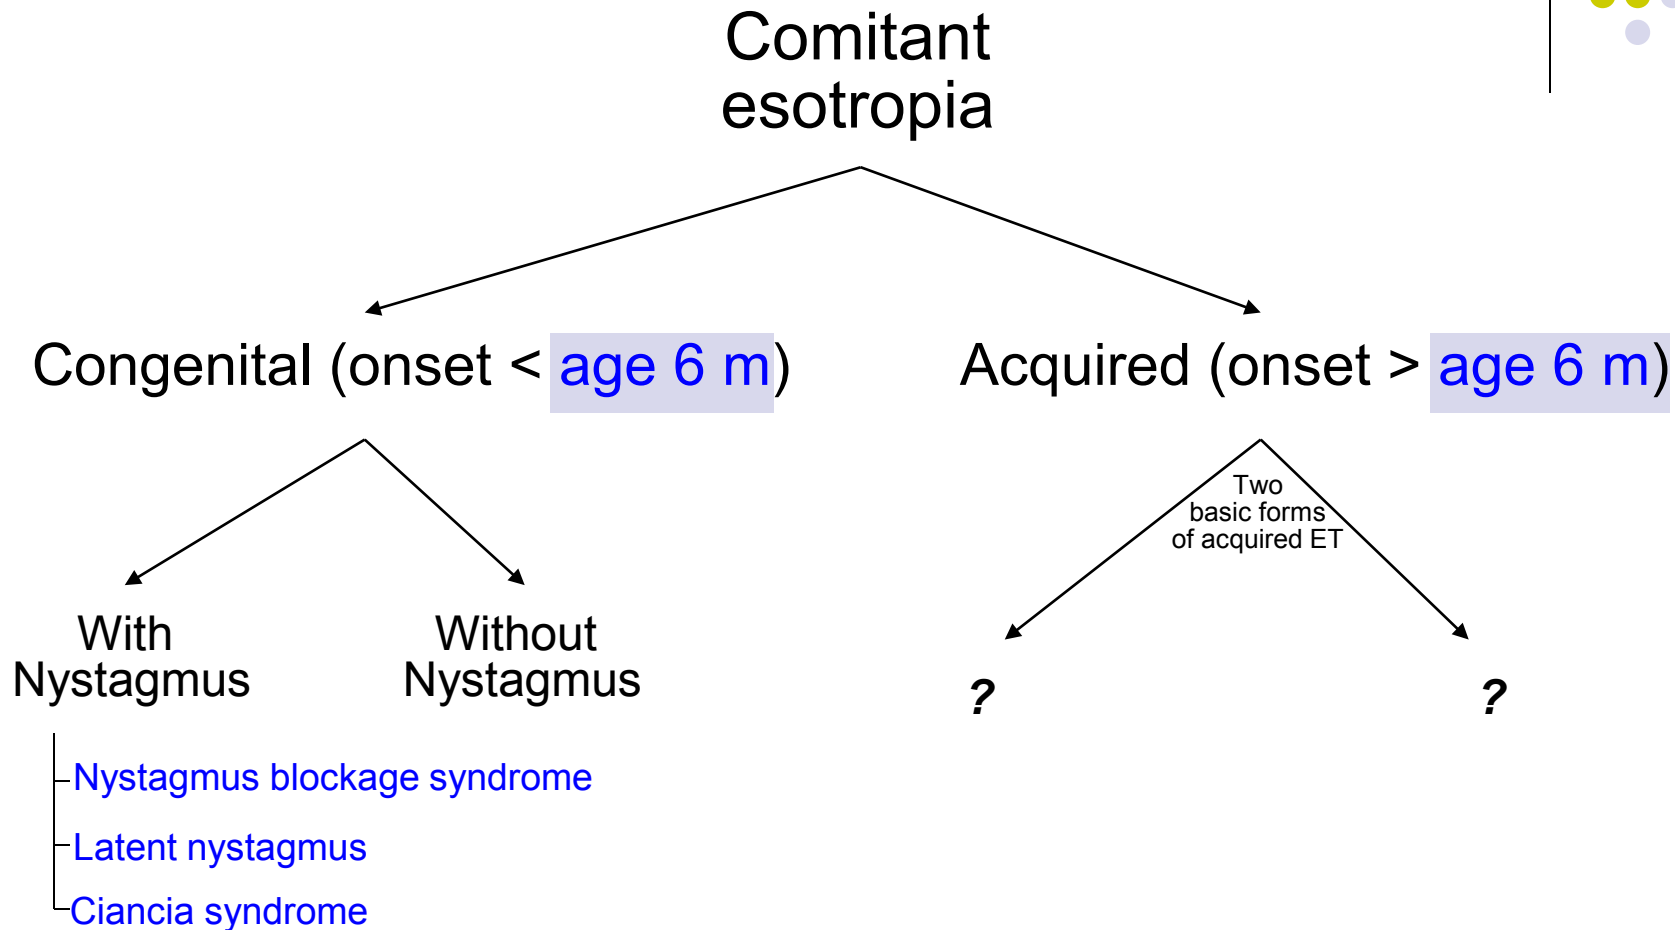 Comitant
esotropia
Congenital (onset < age 6 m)
Acquired (onset > age 6 m)
Two
basic forms
of acquired ET
With
Nystagmus
Without
Nystagmus
?
?
Nystagmus blockage syndrome
Latent nystagmus
Ciancia syndrome